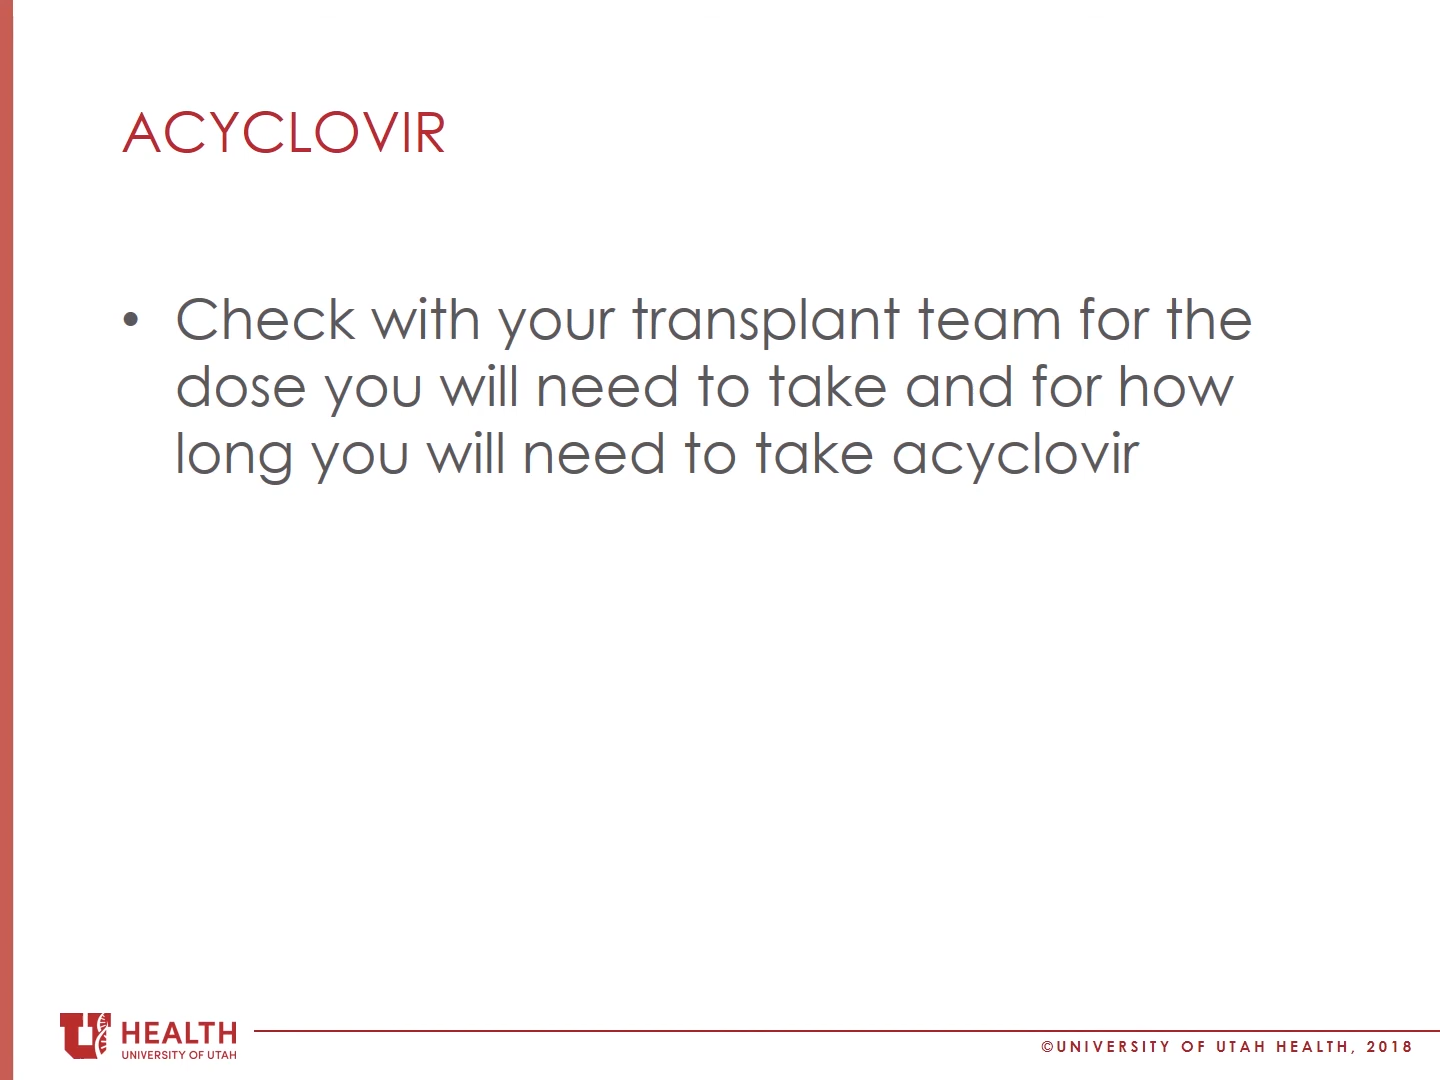 ACYCLOVIR
• Check with your transplant team for the
dose you will need to take and for how
long you will need to take acyclovir
U HEALTH
UNIVERSITY OF UTAH
©UNIVERSITY OF UTAH HEALTH, 2018